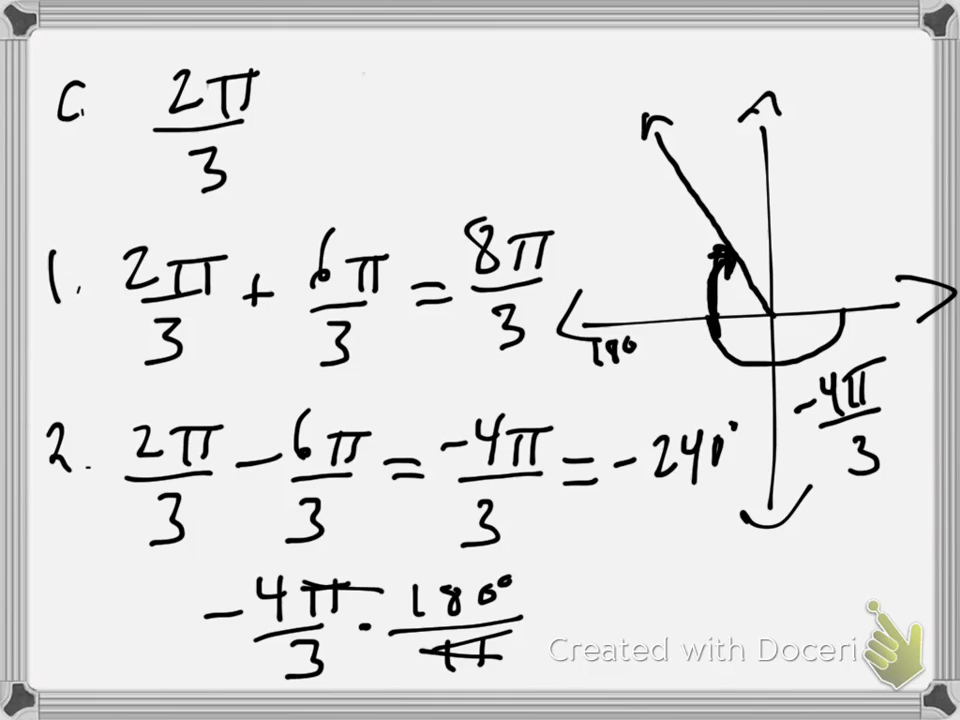 C. 2π/3
1. 2π/3 + 6π/3 = 8π/3
180
-4π/3
2. 2π/3 - 6π/3 = -4π/3 = -240°
-4π/3 · 180°/π
Created with Doceri